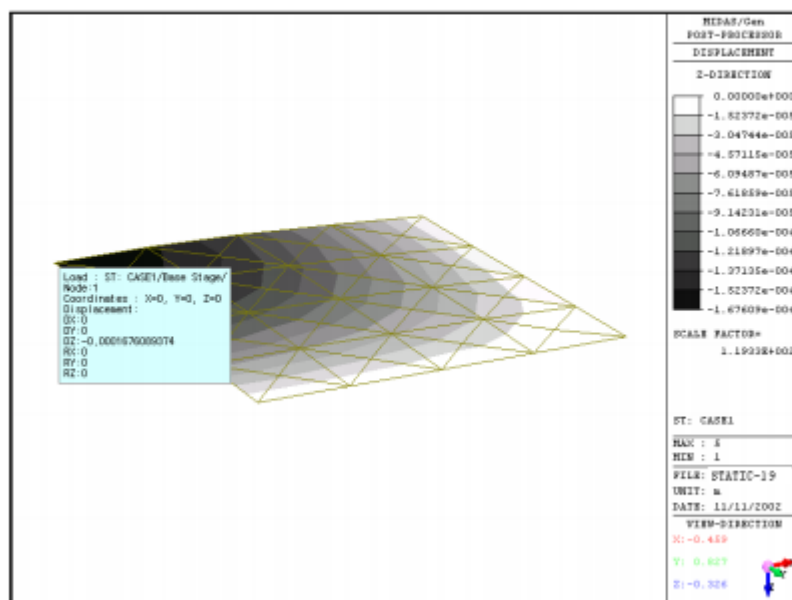 Load : ST: CASE1/Base Stage/
Node:1
Coordinates : X=0, Y=0, Z=0
Displacement:
DX:0
DY:0
DZ:-0.0001676089374
RX:0
RY:0
RZ:0
MIDAS/Gen
POST-PROCESSOR
DISPLACEMENT
Z-DIRECTION
0.00000e+000
-1.52372e-005
-3.04744e-005
-4.57115e-005
-6.09487e-005
-7.61859e-005
-9.14231e-005
-1.06660e-004
-1.21897e-004
-1.37135e-004
-1.52372e-004
-1.67609e-004
SCALE FACTOR=
1.1933E+002
ST: CASE1
MAX : 5
MIN : 1
FILE: STATIC-19
UNIT: m
DATE: 11/11/2002
VIEW-DIRECTION
X:-0.459
Y: 0.827
Z:-0.326